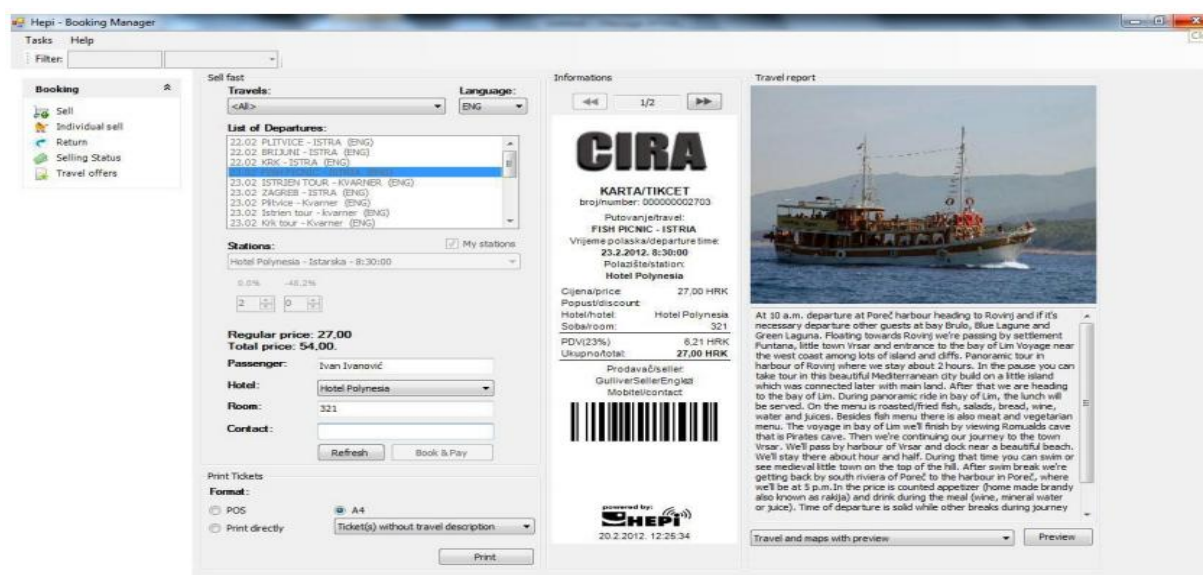 Hepi - Booking Manager
Tasks Help
Filter:
Booking
Sell
Individual sell
Return
Selling Status
Travel offers
Sell fast
Travels:
Language:
<All>
ENG
List of Departures:
22.02 PLITVICE - ISTRA (ENG)
22.02 BRIJUNI - ISTRA (ENG)
22.02 KRK - ISTRA (ENG)
23.02 FISH PICNIC - ISTRIA (ENG)
23.02 ISTRIEN TOUR - KVARNER (ENG)
23.02 ZAGREB - ISTRA (ENG)
23.02 Plitvice - Kvarner (ENG)
23.02 Istrien tour - kvarner (ENG)
23.02 Krk tour - Kvarner (ENG)
Stations:
My stations
Hotel Polynesia - Istarska - 8:30:00
0.0% -48.2%
2 0
Regular price: 27,00
Total price: 54,00.
Passenger: Ivan Ivanović
Hotel: Hotel Polynesia
Room: 321
Contact:
Refresh Book & Pay
Print Tickets
Format:
POS A4
Print directly Ticket(s) without travel description
Print
Informations
1/2
CIRA
KARTA/TIKCET
broj/number: 000000002703
Putovanje/travel:
FISH PICNIC - ISTRIA
Vrijeme polaska/departure time:
23.2.2012. 8:30:00
Polazište/station:
Hotel Polynesia
Cijena/price 27,00 HRK
Popust/discount:
Hotel/hotel: Hotel Polynesia
Soba/room: 321
PDV(23%) 6,21 HRK
Ukupno/total: 27,00 HRK
Prodavač/seller:
GulliverSellerEnglez
Mobitel/contact:
powered by:
HEPi
20.2.2012. 12:26:34
Travel report
At 10 a.m. departure at Poreč harbour heading to Rovinj and if it's
necessary departure other guests at bay Brulo, Blue Lagune and
Green Laguna. Floating towards Rovinj we're passing by settlement
Funtana, little town Vrsar and entrance to the bay of Lim Voyage near
the west coast among lots of island and cliffs. Panoramic tour in
harbour of Rovinj where we stay about 2 hours. In the pause you can
take tour in this beautiful Mediterranean city build on a little island
which was connected later with main land. After that we are heading
to the bay of Lim. During panoramic ride in bay of Lim, the lunch will
be served. On the menu is roasted/fried fish, salads, bread, wine,
water and juices. Besides fish menu there is also meat and vegetarian
menu. The voyage in bay of Lim we'll finish by viewing Romualds cave
that is Pirates cave. Then we're continuing our journey to the town
Vrsar. We'll pass by harbour of Vrsar and dock near a beautiful beach.
We'll stay there about hour and half. During that time you can swim or
see medieval little town on the top of the hill. After swim break we're
getting back by south riviera of Poreč to the harbour in Poreč, where
we'll be at 5 p.m.In the price is counted appetizer (home made brandy
also known as rakija) and drink during the meal (wine, mineral water
or juice). Time of departure is solid while other breaks during journey
Travel and maps with preview
Preview